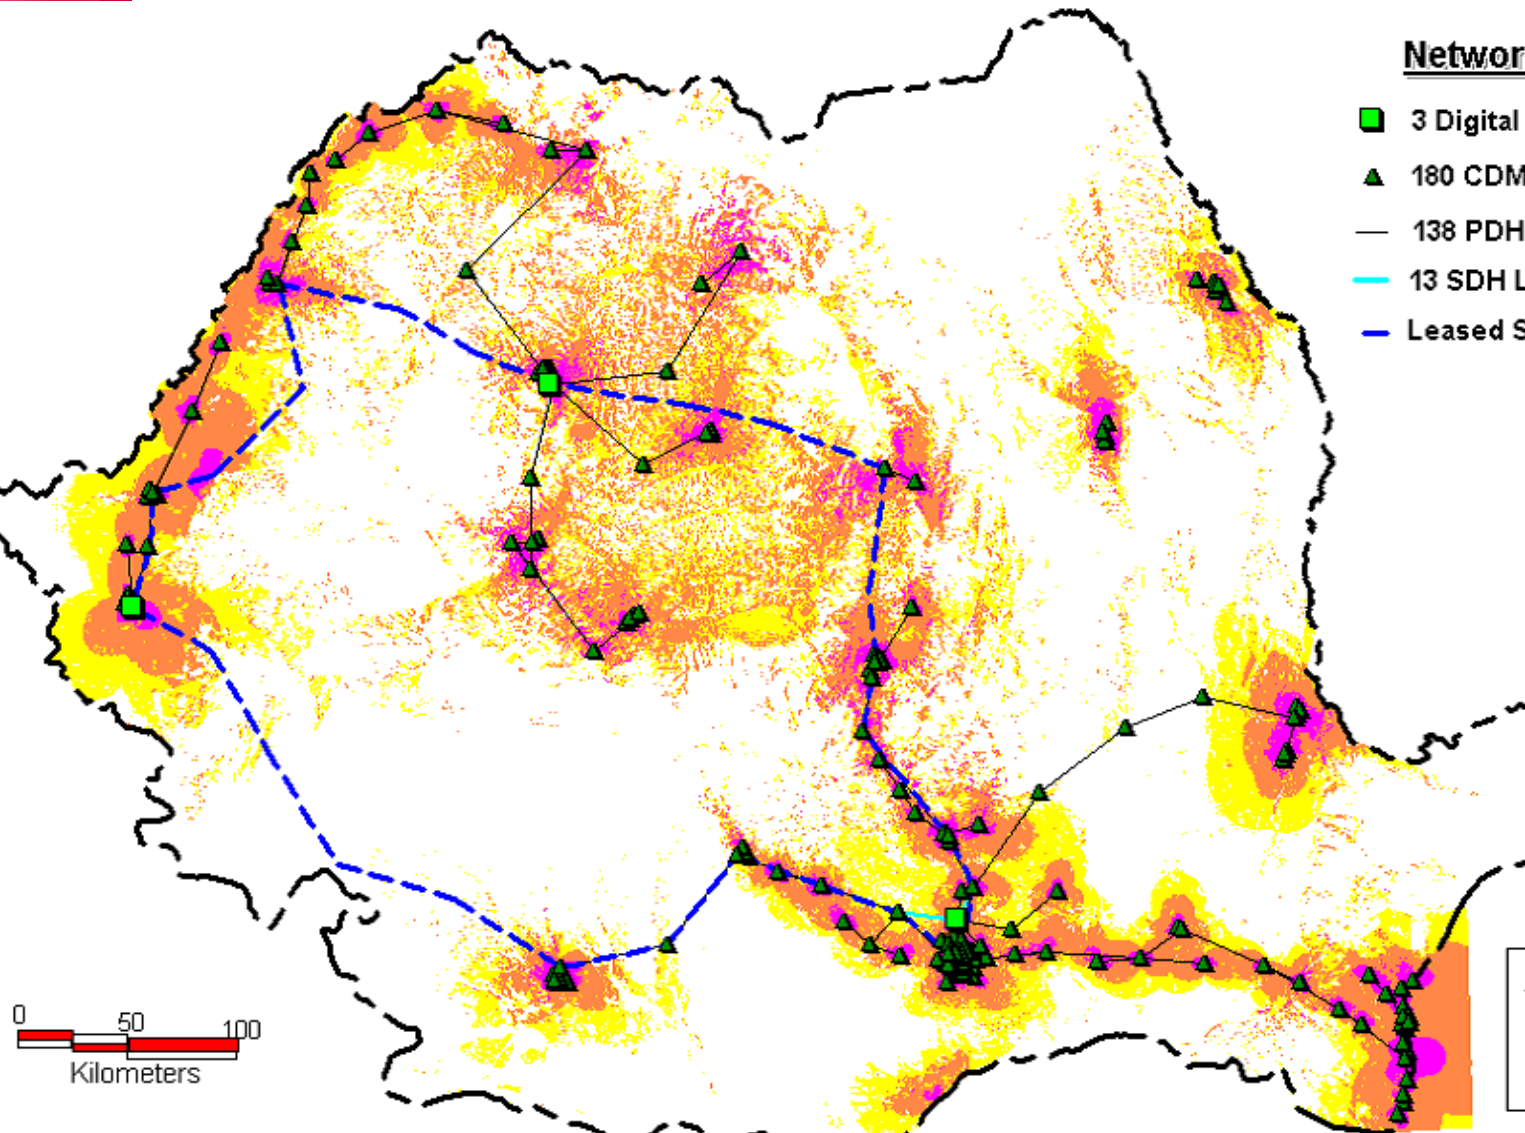 Networ
3 Digital
180 CDM
138 PDH
13 SDH L
Leased S
0 50 100
Kilometers